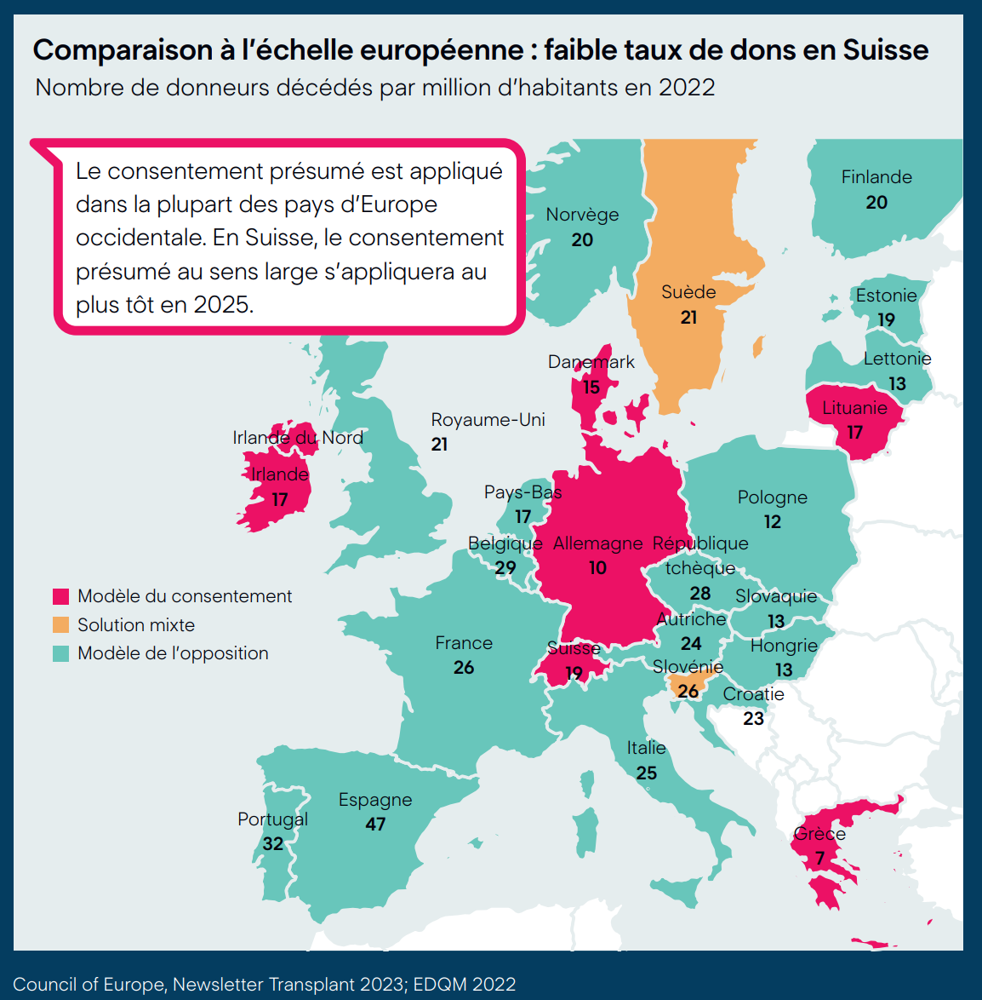 Comparaison à l’échelle européenne : faible taux de dons en Suisse
Nombre de donneurs décédés par million d’habitants en 2022
Le consentement présumé est appliqué
dans la plupart des pays d’Europe
occidentale. En Suisse, le consentement
présumé au sens large s’appliquera au
plus tôt en 2025.
Finlande
20
Norvège
20
Suède
21
Estonie
19
Lettonie
13
Danemark
15
Lituanie
17
Royaume-Uni
21
Irlande du Nord
Irlande
17
Pays-Bas
17
Pologne
12
Belgique
29
Allemagne
10
République
tchèque
28
Slovaquie
13
Modèle du consentement
Solution mixte
Modèle de l’opposition
Autriche
24
France
26
Suisse
19
Hongrie
13
Slovénie
26
Croatie
23
Italie
25
Espagne
47
Portugal
32
Grèce
7
Council of Europe, Newsletter Transplant 2023; EDQM 2022